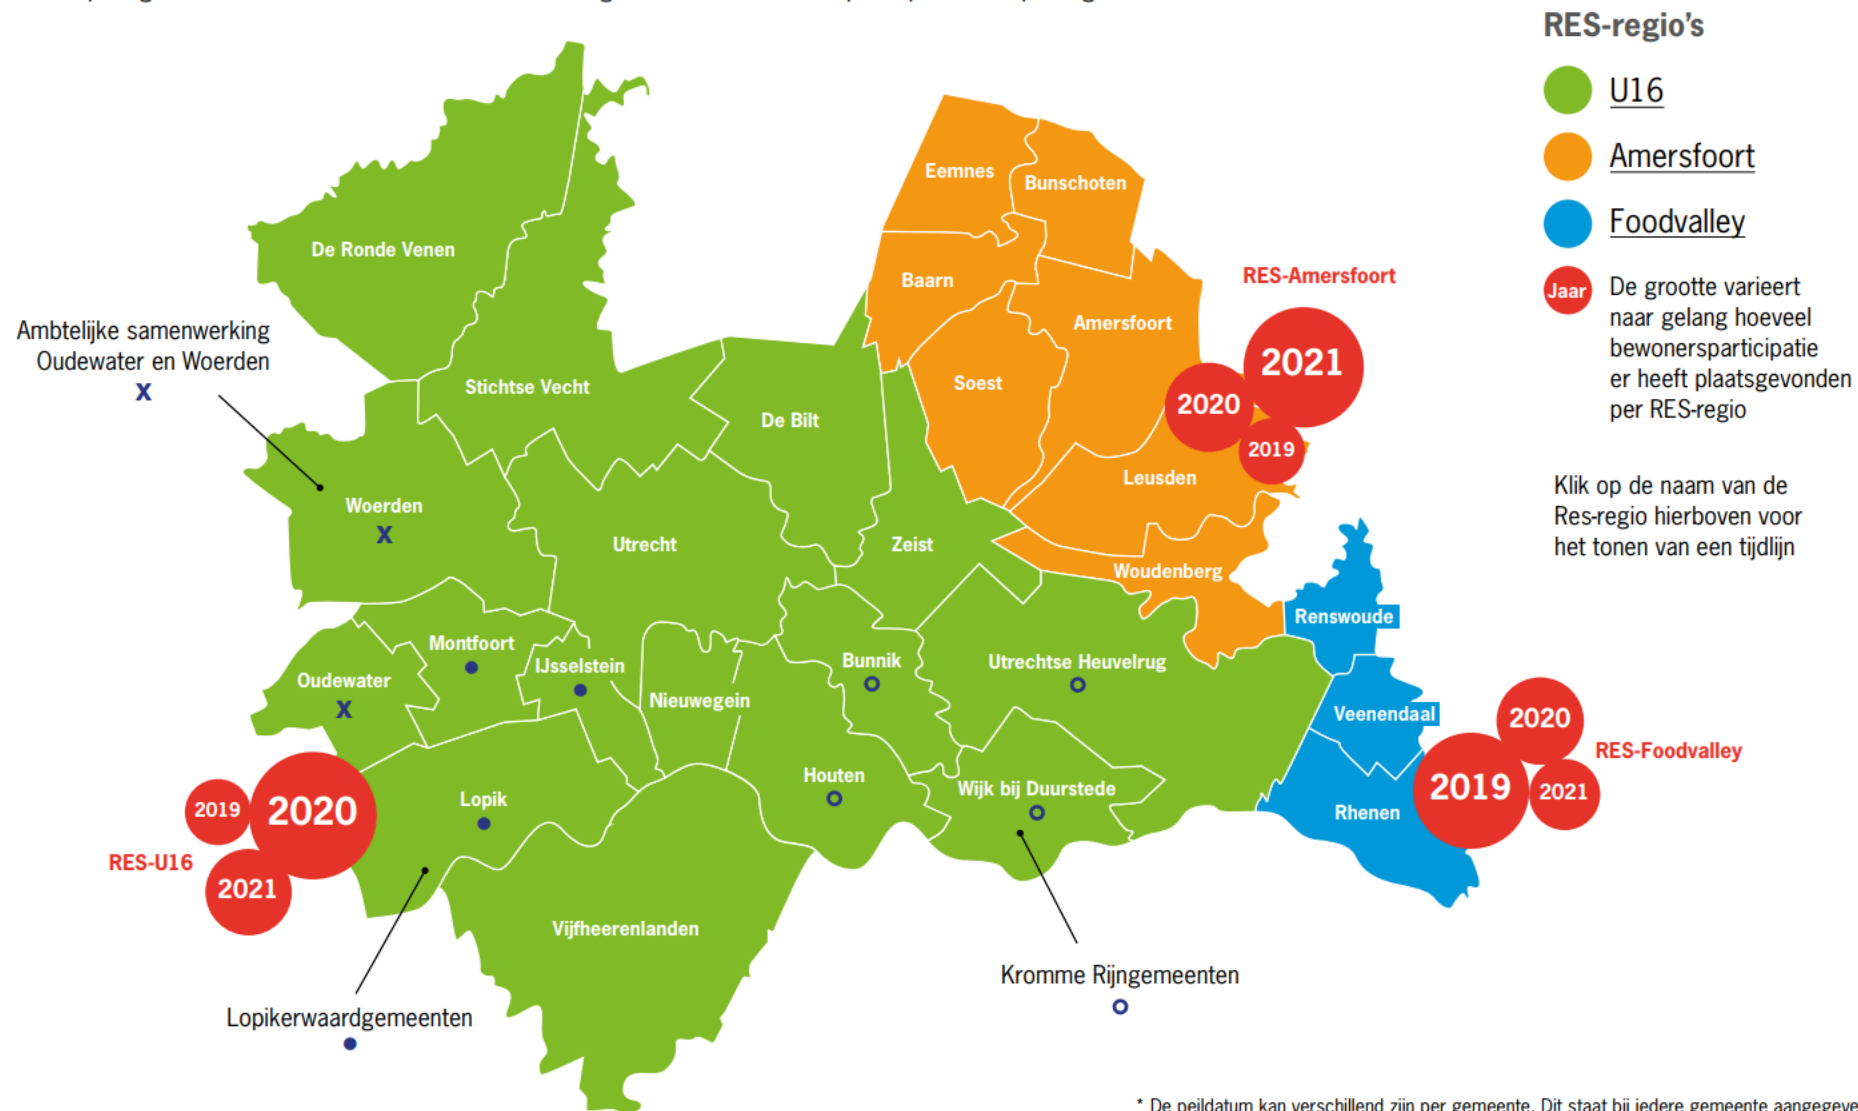 RES-regio's
U16
Amersfoort
Foodvalley
Jaar
De grootte varieert
naar gelang hoeveel
bewonersparticipatie
er heeft plaatsgevonden
per RES-regio
Klik op de naam van de
Res-regio hierboven voor
het tonen van een tijdlijn
Eemnes
Bunschoten
De Ronde Venen
Baarn
RES-Amersfoort
Amersfoort
Ambtelijke samenwerking
Oudewater en Woerden
x
2021
Stichtse Vecht
Soest
2020
De Bilt
2019
Leusden
Woerden
x
Utrecht
Zeist
Woudenberg
Renswoude
Montfoort
IJsselstein
Bunnik
Utrechtse Heuvelrug
Oudewater
x
Nieuwegein
Veenendaal
2020
RES-Foodvalley
Houten
Wijk bij Duurstede
2019
2021
Lopik
Rhenen
2019
2020
RES-U16
2021
Vijfheerenlanden
Kromme Rijngemeenten
Lopikerwaardgemeenten
* De peildatum kan verschillend zijn per gemeente. Dit staat bij iedere gemeente aangegeve